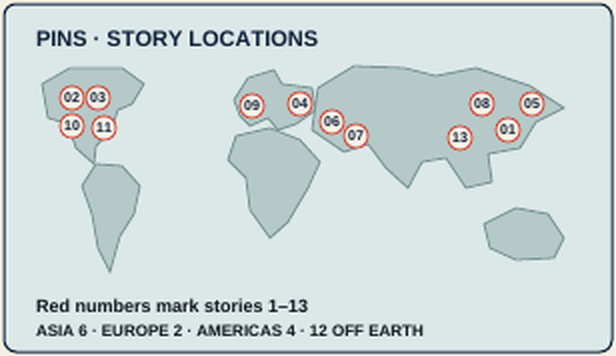 PINS · STORY LOCATIONS
02 03
10 11
09 04
06
07
08 05
13 01
Red numbers mark stories 1–13
ASIA 6 · EUROPE 2 · AMERICAS 4 · 12 OFF EARTH